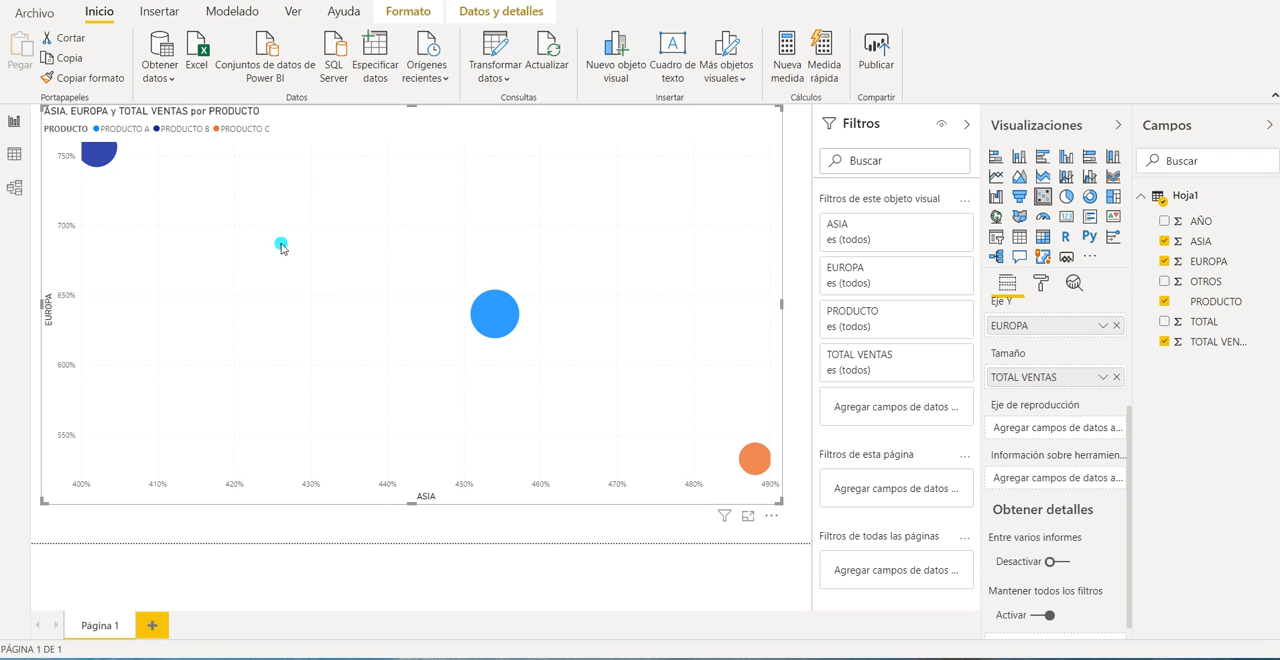 Archivo Inicio Insertar Modelado Ver Ayuda Formato Datos y detalles
Pegar
Cortar
Copia
Copiar formato
Portapapeles
Obtener datos
Excel
Conjuntos de datos de Power BI
SQL Server
Especificar datos
Orígenes recientes
Datos
Transformar datos
Actualizar
Consultas
Nuevo objeto visual
Cuadro de texto
Más objetos visuales
Insertar
Nueva medida
Medida rápida
Cálculos
Publicar
Compartir
ASIA, EUROPA y TOTAL VENTAS por PRODUCTO
PRODUCTO PRODUCTO A PRODUCTO B PRODUCTO C
750%
700%
650%
600%
550%
EUROPA
400% 410% 420% 430% 440% 450% 460% 470% 480% 490%
ASIA
Filtros
Buscar
Filtros de este objeto visual ...
ASIA
es (todos)
EUROPA
es (todos)
PRODUCTO
es (todos)
TOTAL VENTAS
es (todos)
Agregar campos de datos ...
Filtros de esta página ...
Agregar campos de datos ...
Filtros de todas las páginas ...
Agregar campos de datos ...
Visualizaciones
R Py
123
Eje Y
EUROPA
Tamaño
TOTAL VENTAS
Eje de reproducción
Agregar campos de datos a...
Información sobre herramien...
Agregar campos de datos a...
Obtener detalles
Entre varios informes
Desactivar
Mantener todos los filtros
Activar
Campos
Buscar
Hoja1
Σ AÑO
Σ ASIA
Σ EUROPA
Σ OTROS
PRODUCTO
Σ TOTAL
Σ TOTAL VEN...
Página 1 +
PÁGINA 1 DE 1